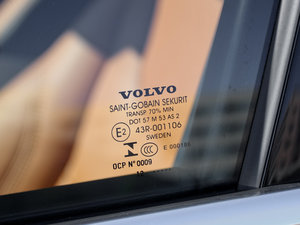 VOLVO
SAINT-GOBAIN SEKURIT
TRANSP 70% MIN
DOT 57 M 53 AS 2
E2 43R-001106
SWEDEN
CCC E 000186
OCP N° 0009